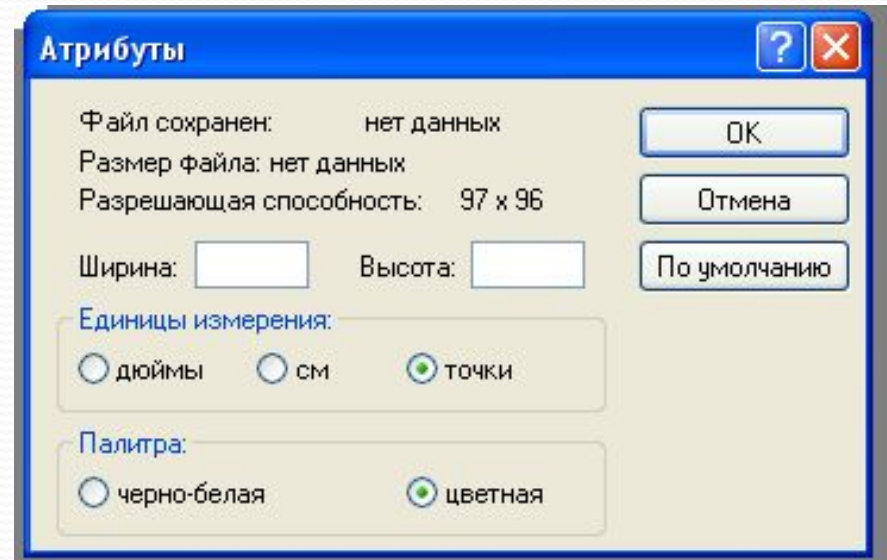 Атрибуты
Файл сохранен: нет данных
Размер файла: нет данных
Разрешающая способность: 97 x 96
Ширина: Высота:
Единицы измерения:
дюймы см точки
Палитра:
черно-белая цветная
OK
Отмена
По умолчанию